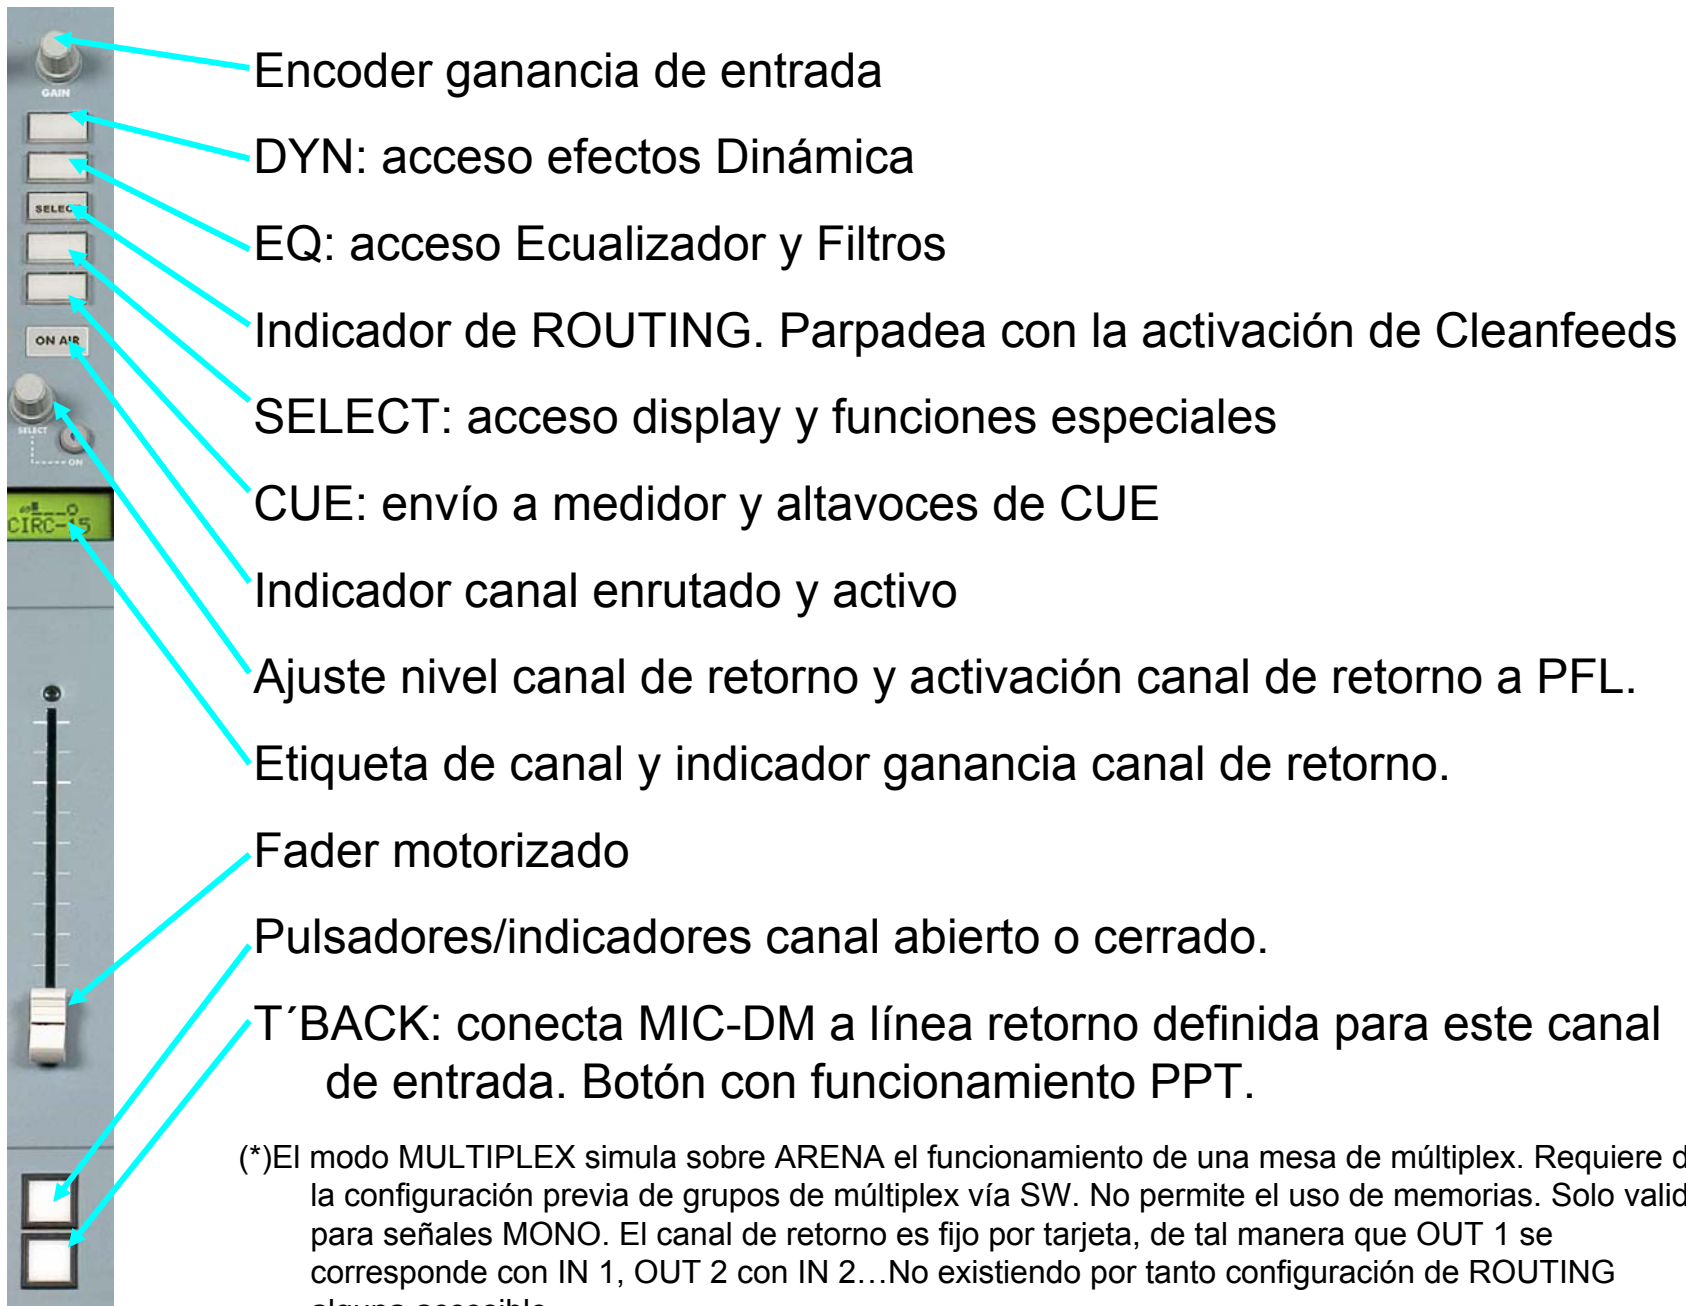 GAIN
Encoder ganancia de entrada
DYN: acceso efectos Dinámica
SELECT
EQ: acceso Ecualizador y Filtros
Indicador de ROUTING. Parpadea con la activación de Cleanfeeds
ON AIR
SELECT
ON
SELECT: acceso display y funciones especiales
CUE: envío a medidor y altavoces de CUE
CIRC-15
Indicador canal enrutado y activo
Ajuste nivel canal de retorno y activación canal de retorno a PFL.
Etiqueta de canal y indicador ganancia canal de retorno.
Fader motorizado
Pulsadores/indicadores canal abierto o cerrado.
T´BACK: conecta MIC-DM a línea retorno definida para este canal
de entrada. Botón con funcionamiento PPT.
(*)El modo MULTIPLEX simula sobre ARENA el funcionamiento de una mesa de múltiplex. Requiere d
la configuración previa de grupos de múltiplex vía SW. No permite el uso de memorias. Solo valid
para señales MONO. El canal de retorno es fijo por tarjeta, de tal manera que OUT 1 se
corresponde con IN 1, OUT 2 con IN 2…No existiendo por tanto configuración de ROUTING